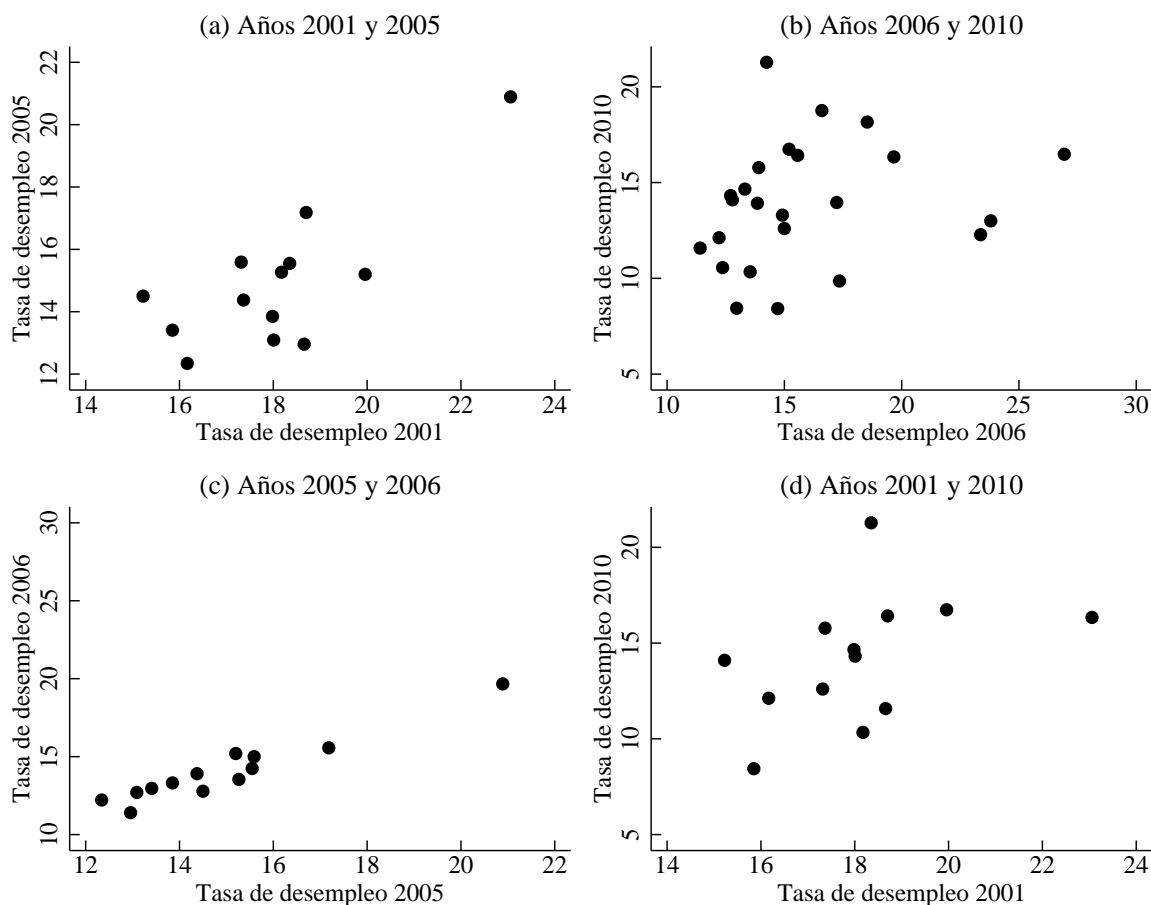 (a) Años 2001 y 2005
Tasa de desempleo 2005
22
20
18
16
14
12
14 16 18 20 22 24
Tasa de desempleo 2001
(b) Años 2006 y 2010
Tasa de desempleo 2010
20
15
10
5
10 15 20 25 30
Tasa de desempleo 2006
(c) Años 2005 y 2006
Tasa de desempleo 2006
30
25
20
15
10
12 14 16 18 20 22
Tasa de desempleo 2005
(d) Años 2001 y 2010
Tasa de desempleo 2010
20
15
10
5
14 16 18 20 22 24
Tasa de desempleo 2001